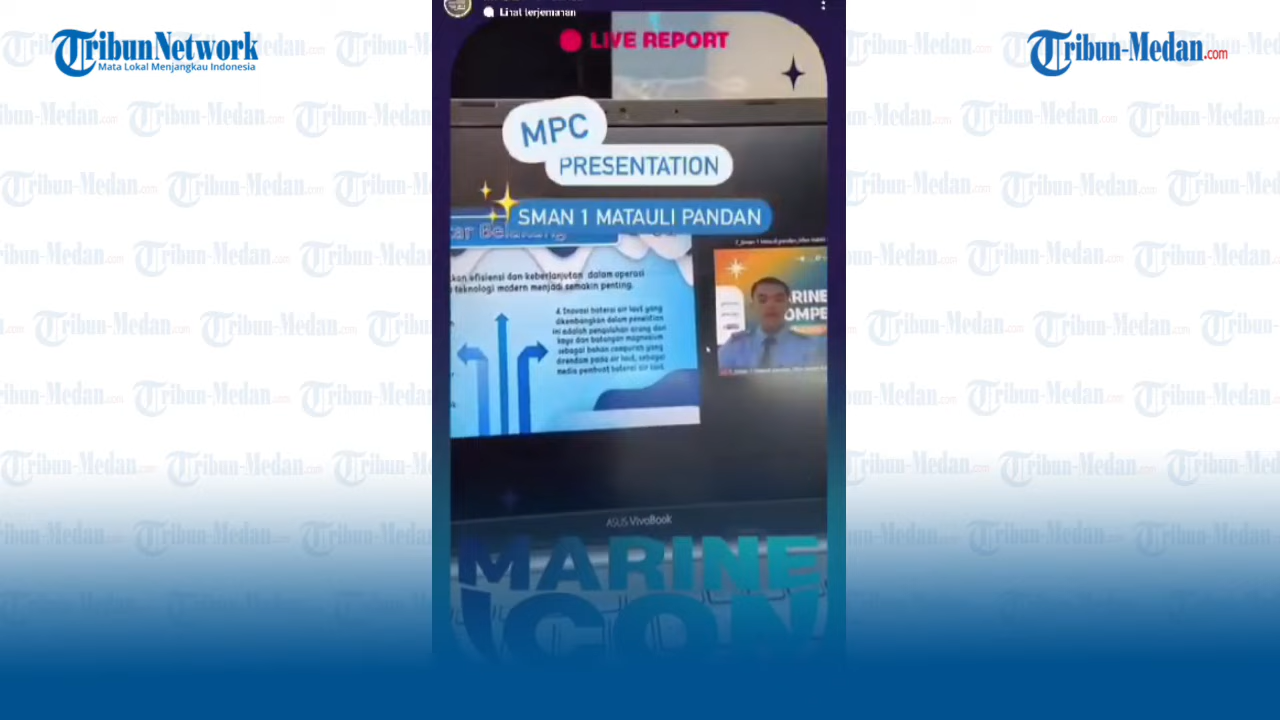 TribunNetwork
Mata Lokal Menjangkau Indonesia
Tribun-Medan.com
Lihat terjemahan
LIVE REPORT
MPC
PRESENTATION
SMAN 1 MATAULI PANDAN
efisiensi dan keberlanjutan dalam operasi
teknologi modern menjadi semakin penting.
4. Inovasi baterai air laut yang
dikembangkan dalam penelitian
ini adalah pengolahan arang dari
kayu dan batangan magnesium
sebagai bahan campuran yang
direndam pada air laut, sebagai
media pembuat baterai air laut.
ASUS VivoBook
MARINE
ICON